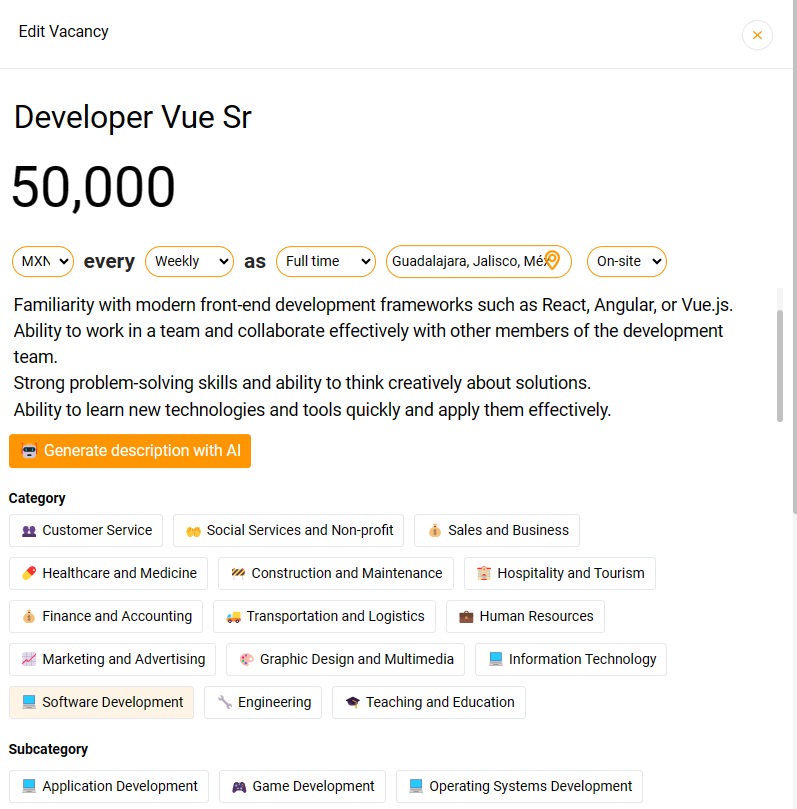 Edit Vacancy
Developer Vue Sr
50,000
MXN every Weekly as Full time Guadalajara, Jalisco, Méx On-site
Familiarity with modern front-end development frameworks such as React, Angular, or Vue.js.
Ability to work in a team and collaborate effectively with other members of the development
team.
Strong problem-solving skills and ability to think creatively about solutions.
Ability to learn new technologies and tools quickly and apply them effectively.
Generate description with AI
Category
Customer Service Social Services and Non-profit Sales and Business
Healthcare and Medicine Construction and Maintenance Hospitality and Tourism
Finance and Accounting Transportation and Logistics Human Resources
Marketing and Advertising Graphic Design and Multimedia Information Technology
Software Development Engineering Teaching and Education
Subcategory
Application Development Game Development Operating Systems Development